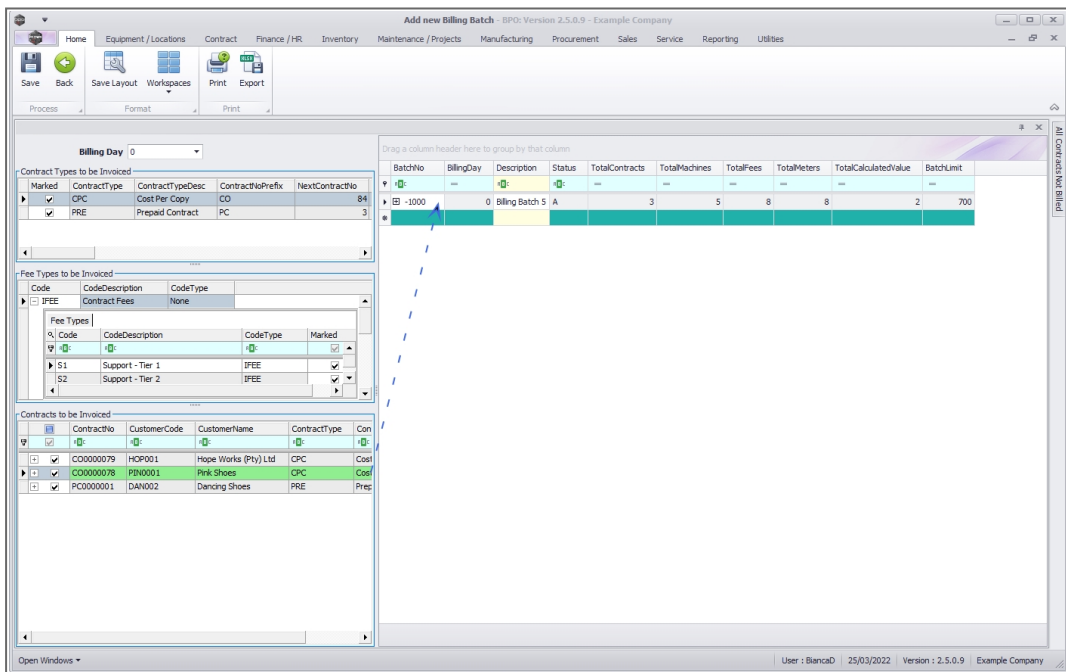 Add new Billing Batch - BPO: Version 2.5.0.9 - Example Company
Home Equipment / Locations Contract Finance / HR Inventory Maintenance / Projects Manufacturing Procurement Sales Service Reporting Utilities
Save Back Save Layout Workspaces Print Export
Process Format Print
Billing Day 0
Contract Types to be Invoiced
Marked ContractType ContractTypeDesc ContractNoPrefix NextContractNo
CPC Cost Per Copy CO 84
PRE Prepaid Contract PC 3
Fee Types to be Invoiced
Code CodeDescription CodeType
IFEE Contract Fees None
Fee Types
Code CodeDescription CodeType Marked
S1 Support - Tier 1 IFEE
S2 Support - Tier 2 IFEE
Contracts to be Invoiced
ContractNo CustomerCode CustomerName ContractType Con
CO0000079 HOP001 Hope Works (Pty) Ltd CPC Cost
CO0000078 PIN0001 Pink Shoes CPC Cost
PC0000001 DAN002 Dancing Shoes PRE Prep
Drag a column header here to group by that column
BatchNo BillingDay Description Status TotalContracts TotalMachines TotalFees TotalMeters TotalCalculatedValue BatchLimit
= = = = = = =
-1000 0 Billing Batch 5 A 3 5 8 8 2 700
All Contracts Not Billed
Open Windows
User : BiancaD 25/03/2022 Version : 2.5.0.9 Example Company